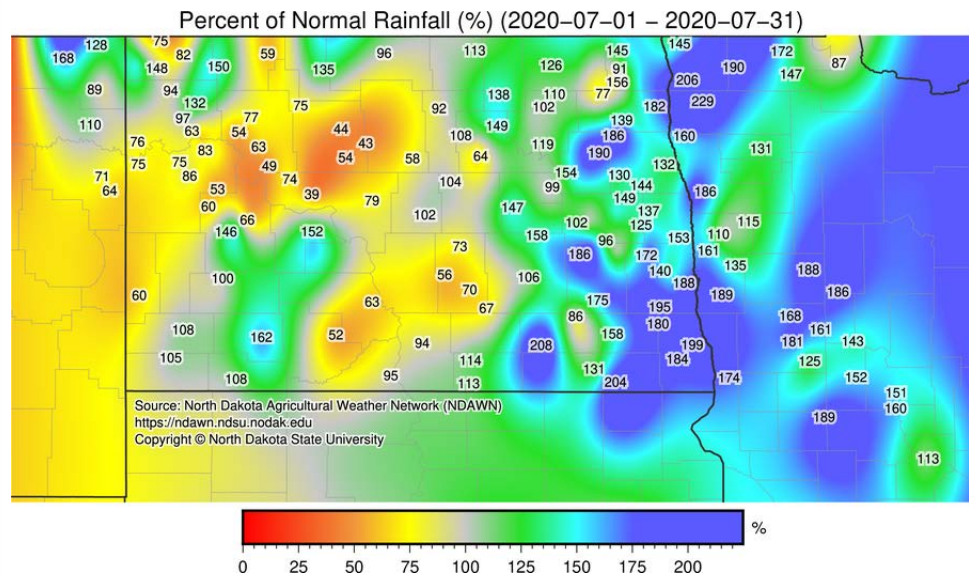 Percent of Normal Rainfall (%) (2020-07-01 - 2020-07-31)
168 128 75 82 59 96 113 145 145 172
148 150 135 126 91 190 147 87
89 94 138 110 156 77 206
132 75 92 102 182 229
110 97 77 149 139
63 54 44 108 186 160
76 83 63 43 119 190 131
75 75 49 54 58 64 154 132
71 86 74 104 99 130 144
64 53 39 79 149 186
60 102 147 137
66 102 125 115
146 152 158 96 153 110
73 186 172 161
100 56 106 140 135 188
60 63 70 188 189 186
67 175 195
108 52 86 180 168
162 94 208 158 199 181 161 143
105 114 131 184 125
108 95 113 204 174 152
151
160
189
113
Source: North Dakota Agricultural Weather Network (NDAWN)
https://ndawn.ndsu.nodak.edu
Copyright © North Dakota State University
%
0 25 50 75 100 125 150 175 200